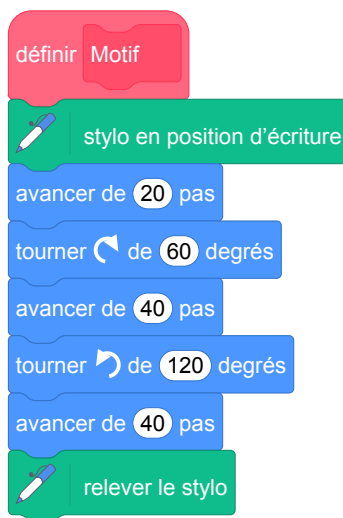 définir Motif
stylo en position d'écriture
avancer de 20 pas
tourner de 60 degrés
avancer de 40 pas
tourner de 120 degrés
avancer de 40 pas
relever le stylo